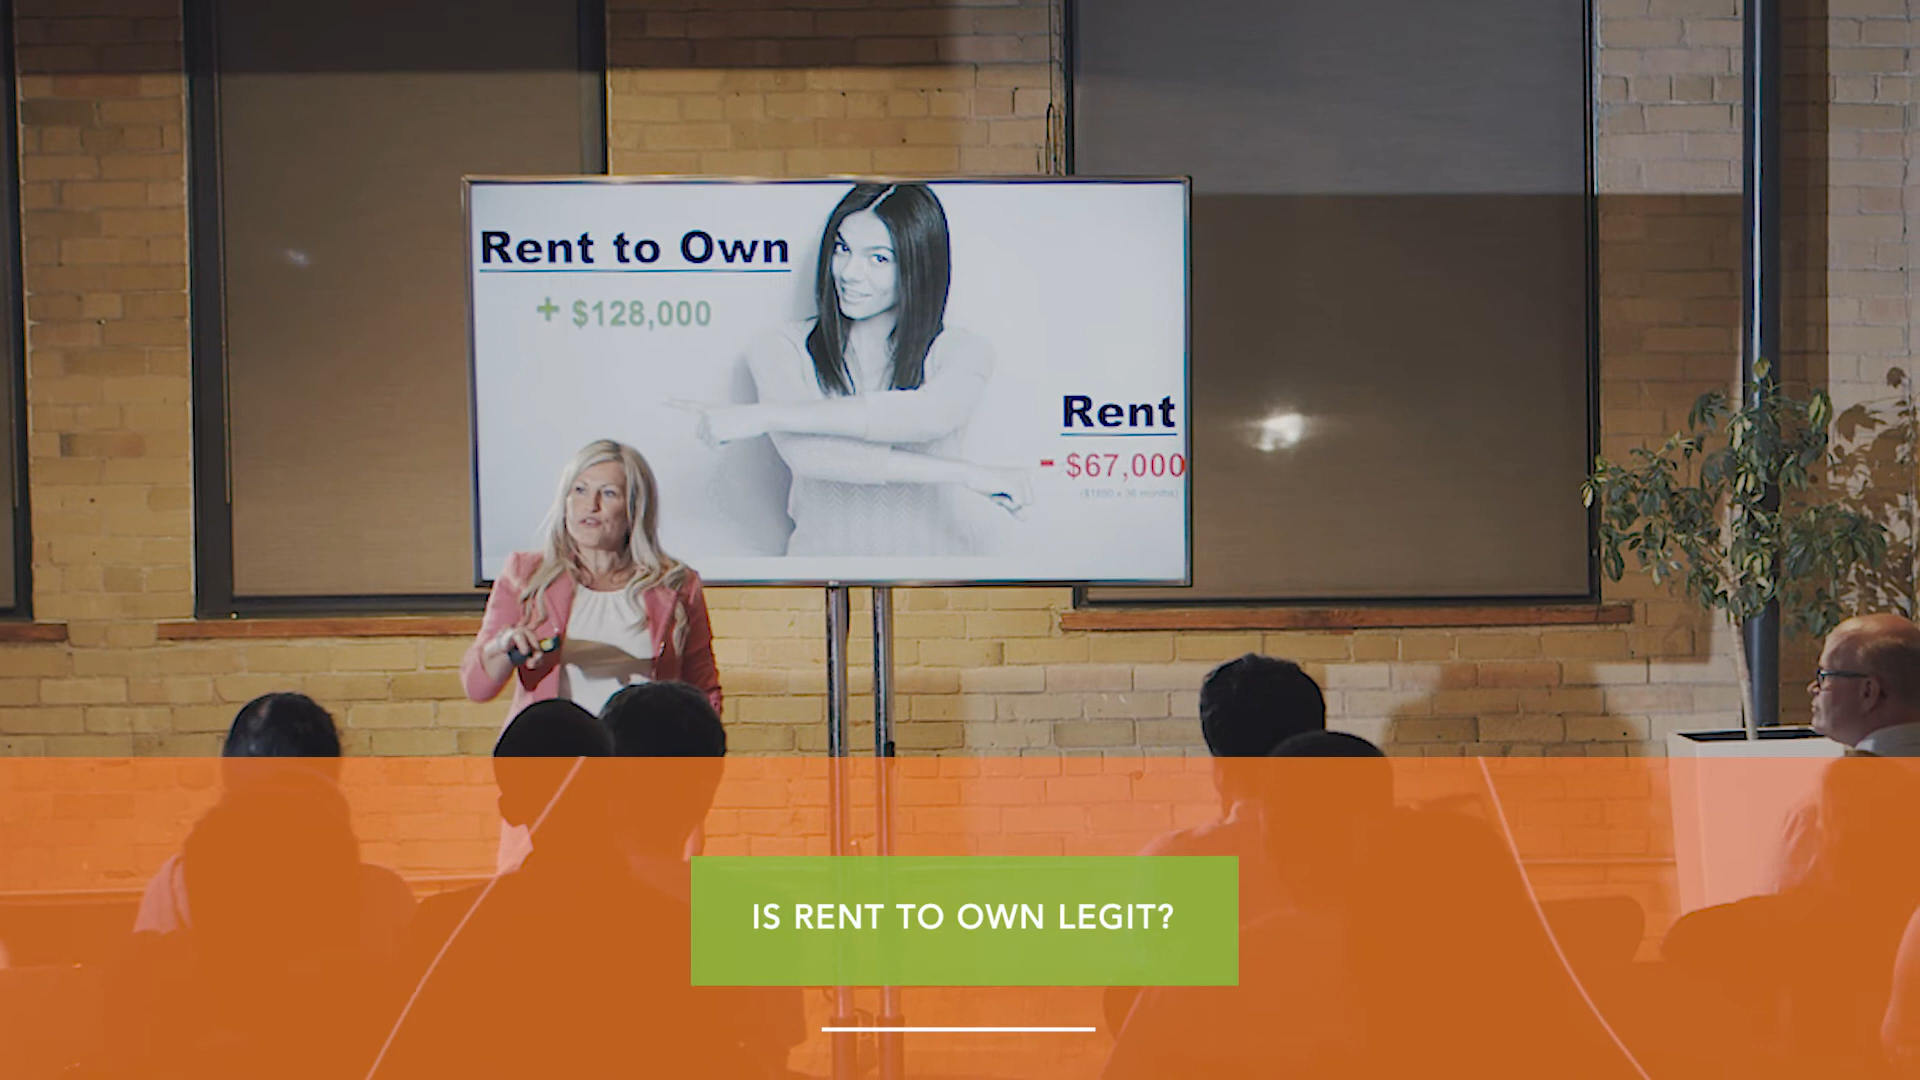 Rent to Own
+ $128,000
Rent
- $67,000
IS RENT TO OWN LEGIT?